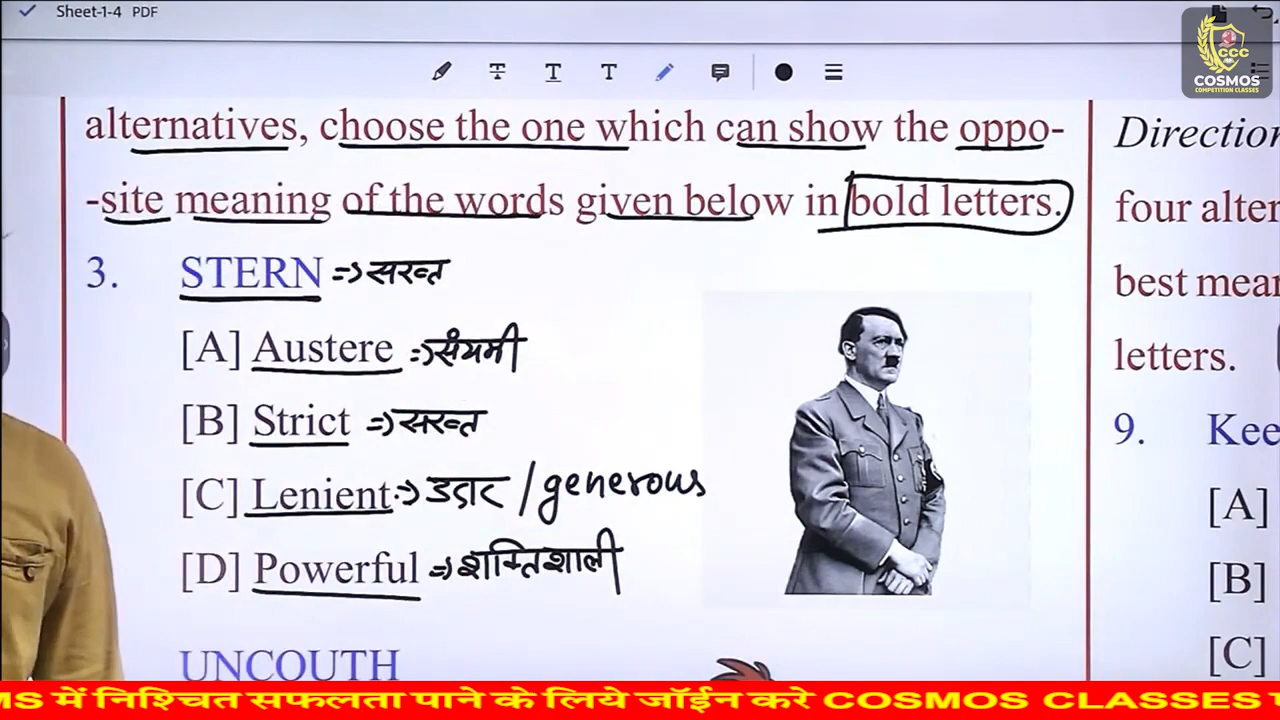 Sheet-1-4 PDF
CCC
COSMOS
COMPETITION CLASSES
alternatives, choose the one which can show the oppo-
-site meaning of the words given below in bold letters.
3. STERN => सख्त
[A] Austere => संयमी
[B] Strict => सख्त
[C] Lenient => उदार / generous
[D] Powerful => शक्तिशाली
UNCOUTH
Direction
four alter
best mear
letters.
9. Kee
[A]
[B]
[C]
MS में निश्चित सफलता पाने के लिये जॉईन करे COSMOS CLASSES